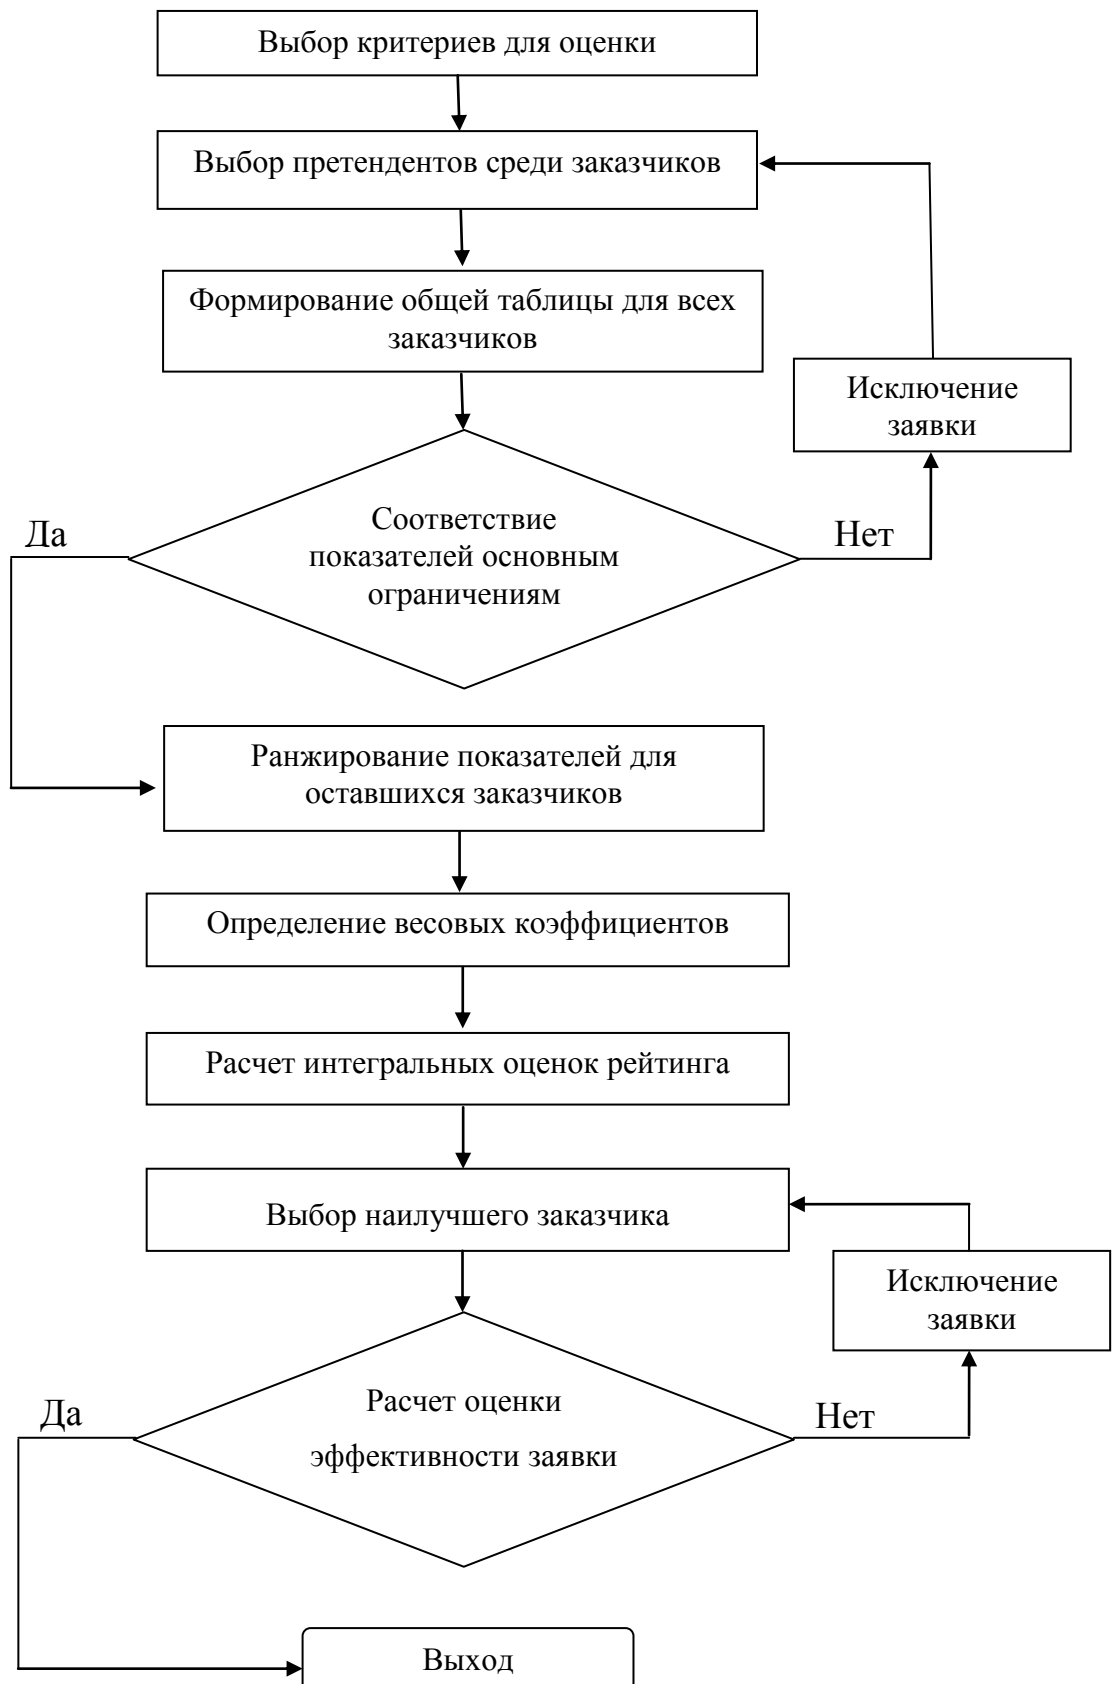 Выбор критериев для оценки
Выбор претендентов среди заказчиков
Формирование общей таблицы для всех
заказчиков
Исключение
заявки
Да
Соответствие
показателей основным
ограничениям
Нет
Ранжирование показателей для
оставшихся заказчиков
Определение весовых коэффициентов
Расчет интегральных оценок рейтинга
Выбор наилучшего заказчика
Исключение
заявки
Да
Расчет оценки
эффективности заявки
Нет
Выход